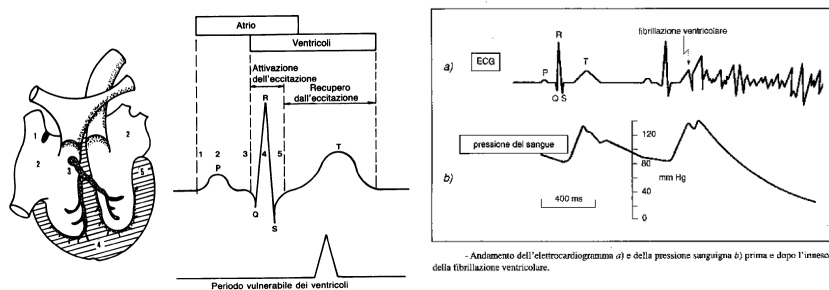 1
2
2
3
5
4
Atrio
Ventricoli
Attivazione
dell'eccitazione
R
Recupero
dall'eccitazione
1 2 3 4 5
P
T
Q
S
Periodo vulnerabile dei ventricoli
fibrillazione ventricolare
R
a) ECG
P
T
Q S
pressione del sangue
b)
120
80
40
0
mm Hg
400 ms
- Andamento dell'elettrocardiogramma a) e della pressione sanguigna b) prima e dopo l'innesco
della fibrillazione ventricolare.